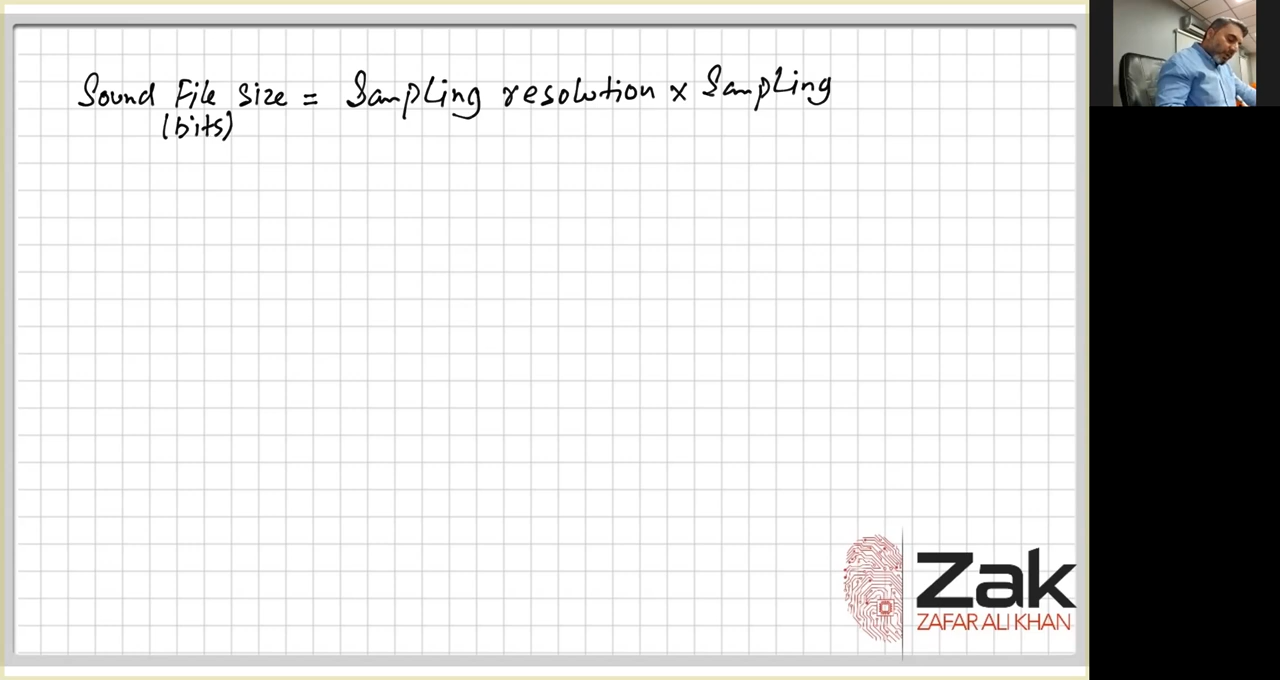 Sound File size = Sampling resolution x Sampling
(bits)
Zak
ZAFAR ALI KHAN